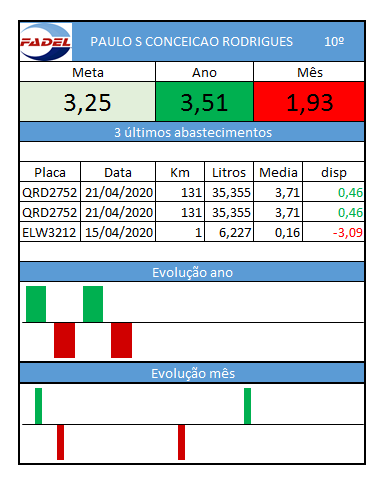 FADEL PAULO S CONCEICAO RODRIGUES 10º
Meta Ano Mês
3,25 3,51 1,93
3 últimos abastecimentos
Placa Data Km Litros Media disp
QRD2752 21/04/2020 131 35,355 3,71 0,46
QRD2752 21/04/2020 131 35,355 3,71 0,46
ELW3212 15/04/2020 1 6,227 0,16 -3,09
Evolução ano
Evolução mês